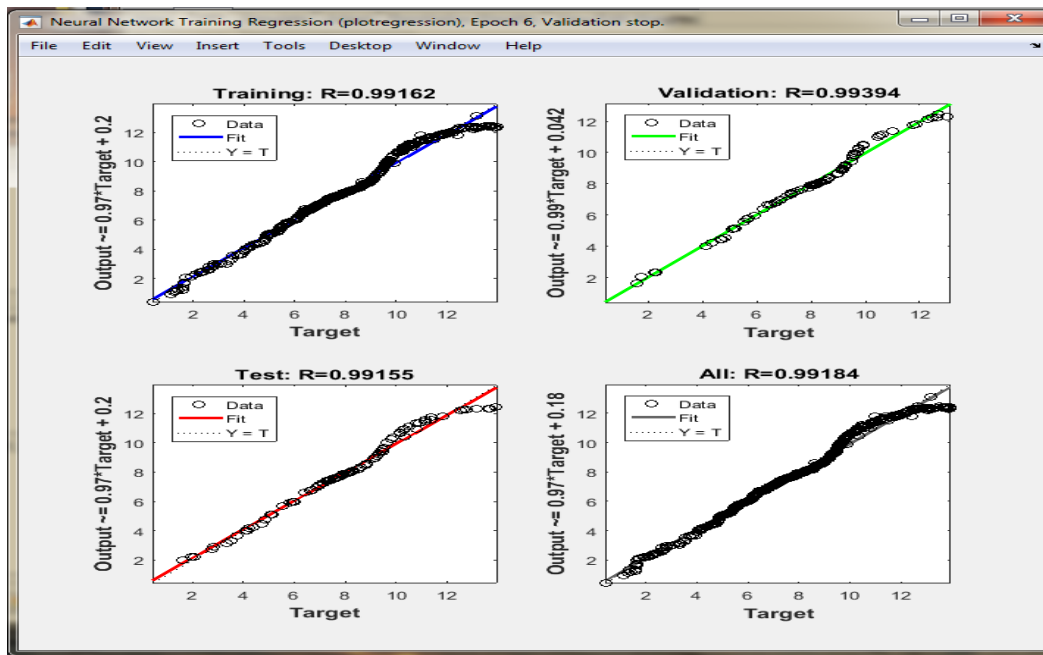 Neural Network Training Regression (plotregression), Epoch 6, Validation stop.
File Edit View Insert Tools Desktop Window Help
Training: R=0.99162
Output ~= 0.97*Target + 0.2
Data
Fit
Y = T
12
10
8
6
4
2
2 4 6 8 10 12
Target
Validation: R=0.99394
Output ~= 0.99*Target + 0.042
Data
Fit
Y = T
12
10
8
6
4
2
2 4 6 8 10 12
Target
Test: R=0.99155
Output ~= 0.97*Target + 0.2
Data
Fit
Y = T
12
10
8
6
4
2
2 4 6 8 10 12
Target
All: R=0.99184
Output ~= 0.97*Target + 0.18
Data
Fit
Y = T
12
10
8
6
4
2
2 4 6 8 10 12
Target